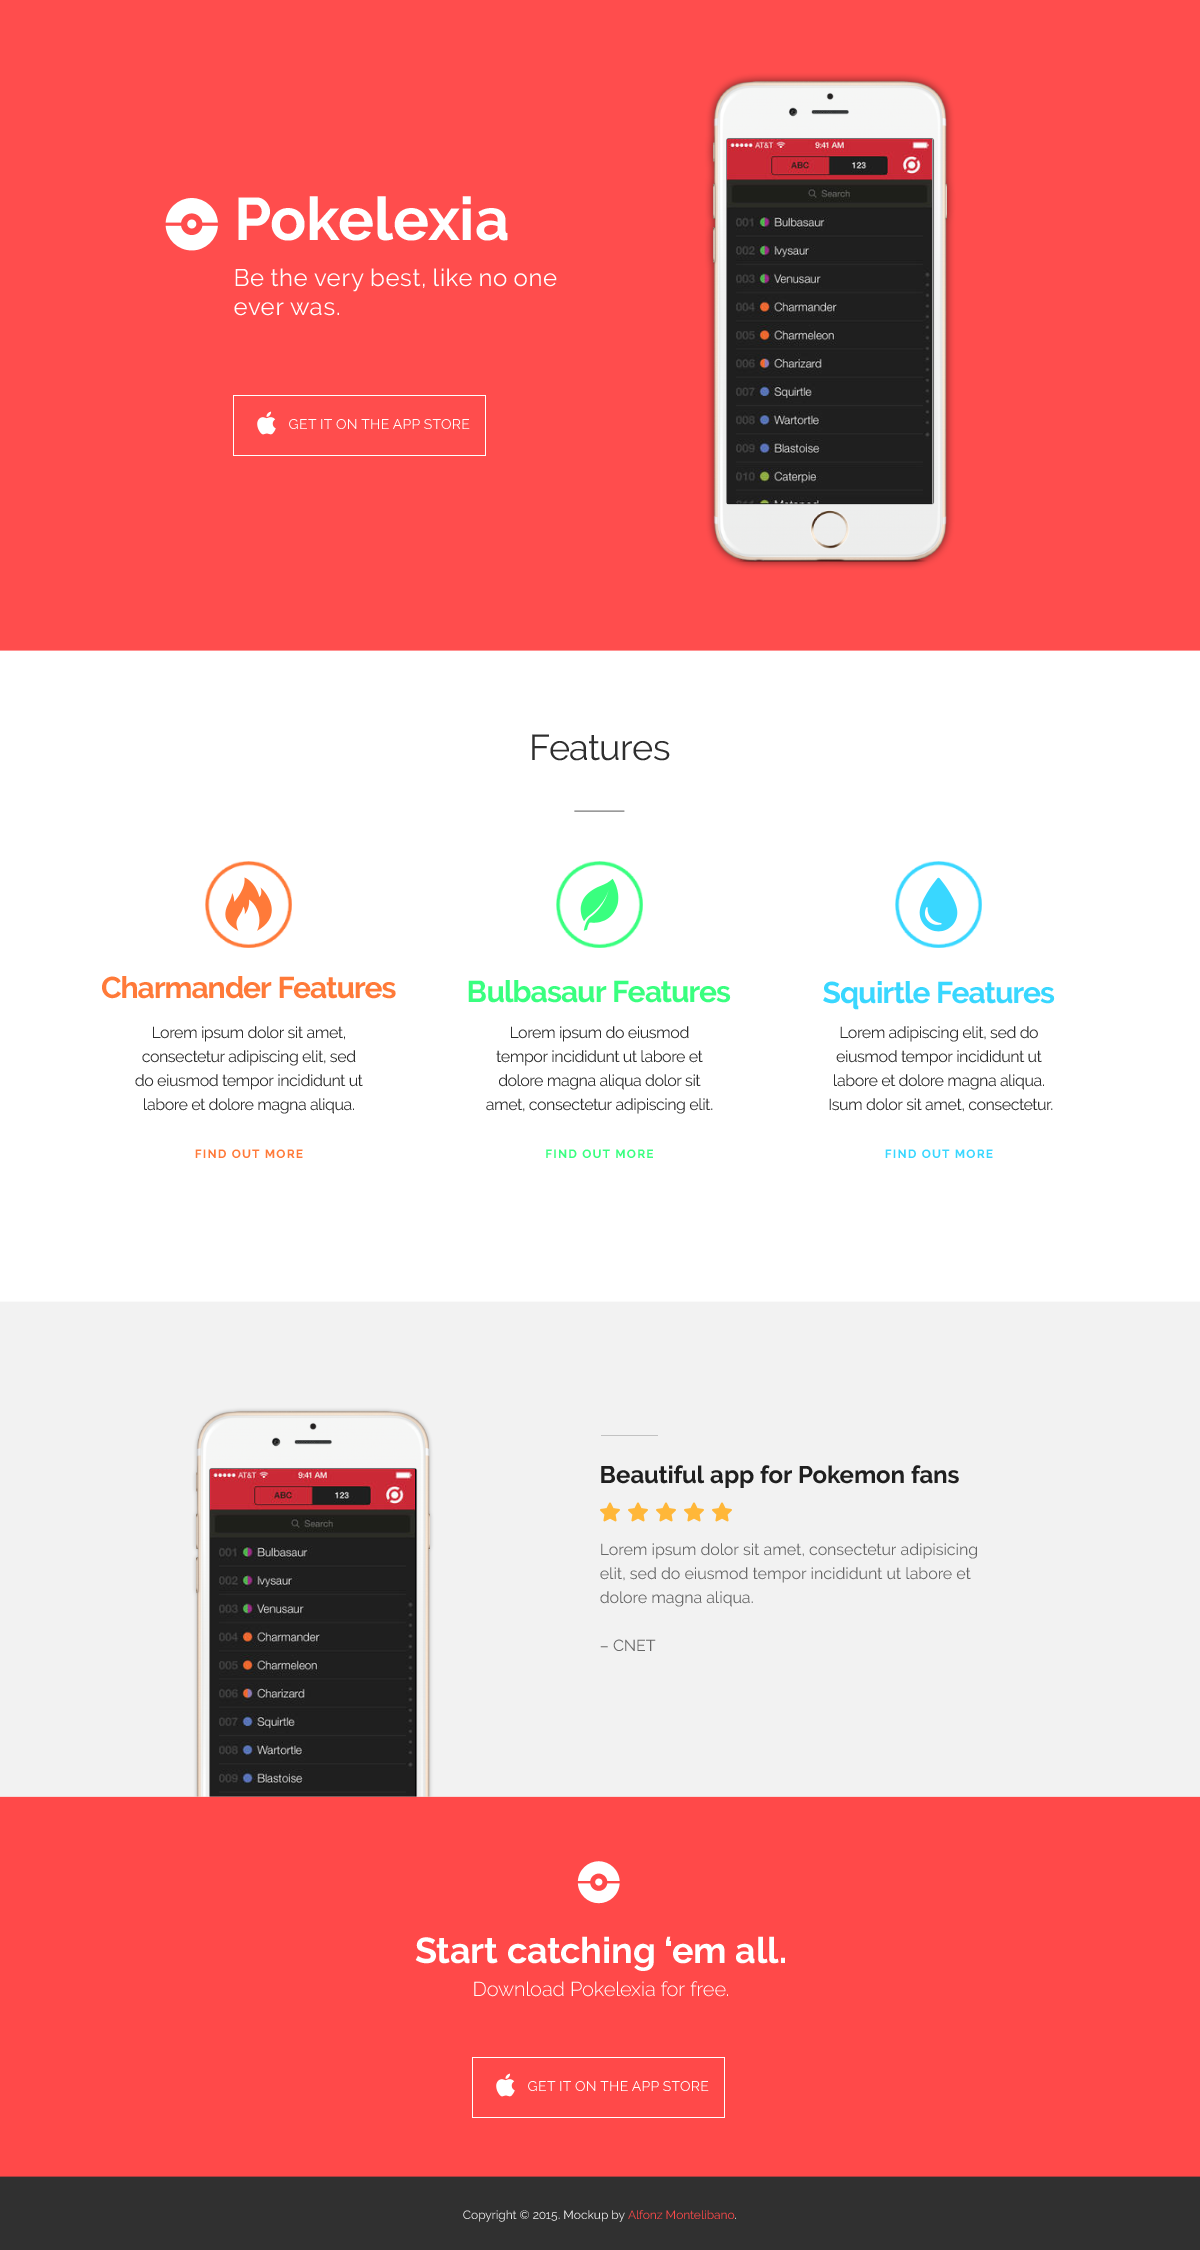 Pokelexia
Be the very best, like no one
ever was.
GET IT ON THE APP STORE
AT&T 9:41 AM
ABC 123
Search
001 Bulbasaur
002 Ivysaur
003 Venusaur
004 Charmander
005 Charmeleon
006 Charizard
007 Squirtle
008 Wartortle
009 Blastoise
010 Caterpie
Features
Charmander Features
Lorem ipsum dolor sit amet,
consectetur adipiscing elit, sed
do eiusmod tempor incididunt ut
labore et dolore magna aliqua.
FIND OUT MORE
Bulbasaur Features
Lorem ipsum do eiusmod
tempor incididunt ut labore et
dolore magna aliqua dolor sit
amet, consectetur adipiscing elit.
FIND OUT MORE
Squirtle Features
Lorem adipiscing elit, sed do
eiusmod tempor incididunt ut
labore et dolore magna aliqua.
Isum dolor sit amet, consectetur.
FIND OUT MORE
AT&T 9:41 AM
ABC 123
Search
001 Bulbasaur
002 Ivysaur
003 Venusaur
004 Charmander
005 Charmeleon
006 Charizard
007 Squirtle
008 Wartortle
009 Blastoise
Beautiful app for Pokemon fans
Lorem ipsum dolor sit amet, consectetur adipisicing
elit, sed do eiusmod tempor incididunt ut labore et
dolore magna aliqua.
– CNET
Start catching ‘em all.
Download Pokelexia for free.
GET IT ON THE APP STORE
Copyright © 2015. Mockup by Alfonz Montelibano.